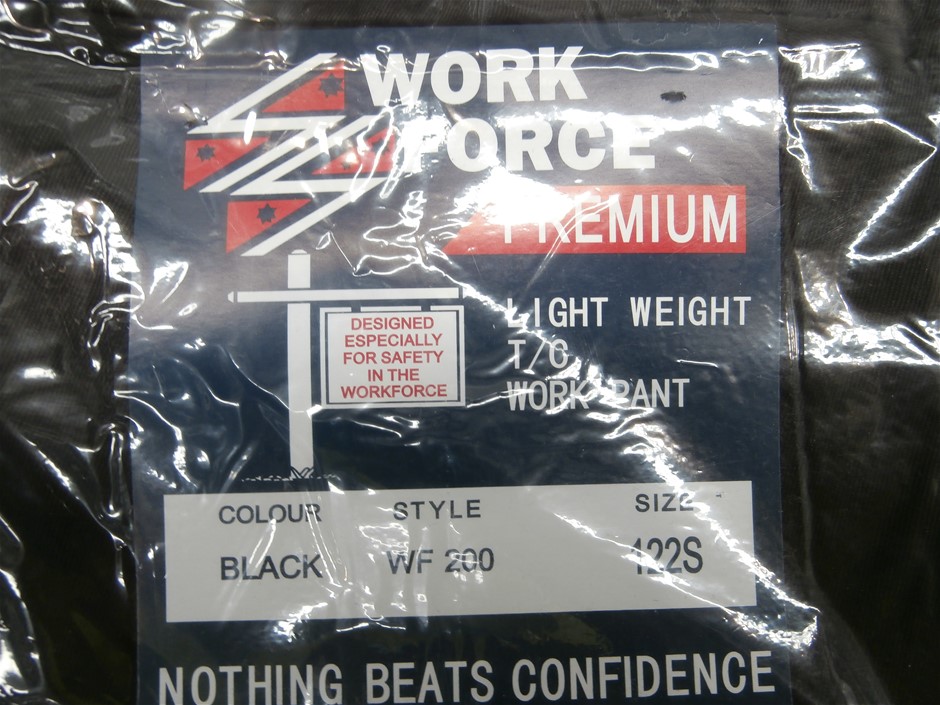 WORK
FORCE
PREMIUM
DESIGNED
ESPECIALLY
FOR SAFETY
IN THE
WORKFORCE
LIGHT WEIGHT
T/C
WORK PANT
COLOUR STYLE SIZE
BLACK WF 200 122S
NOTHING BEATS CONFIDENCE